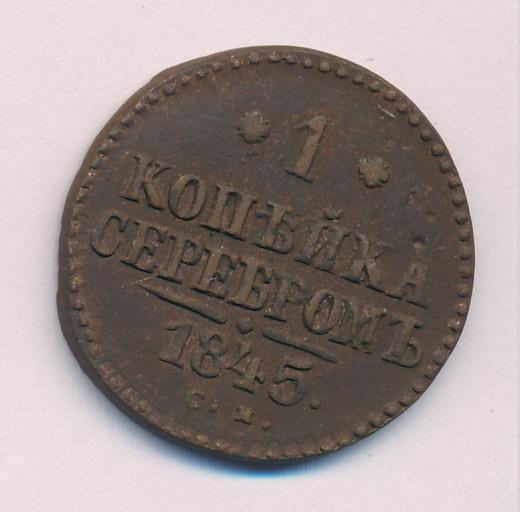 * 1 *
КОПѢЙКА
СЕРЕБРОМЪ
1845.
С. М.